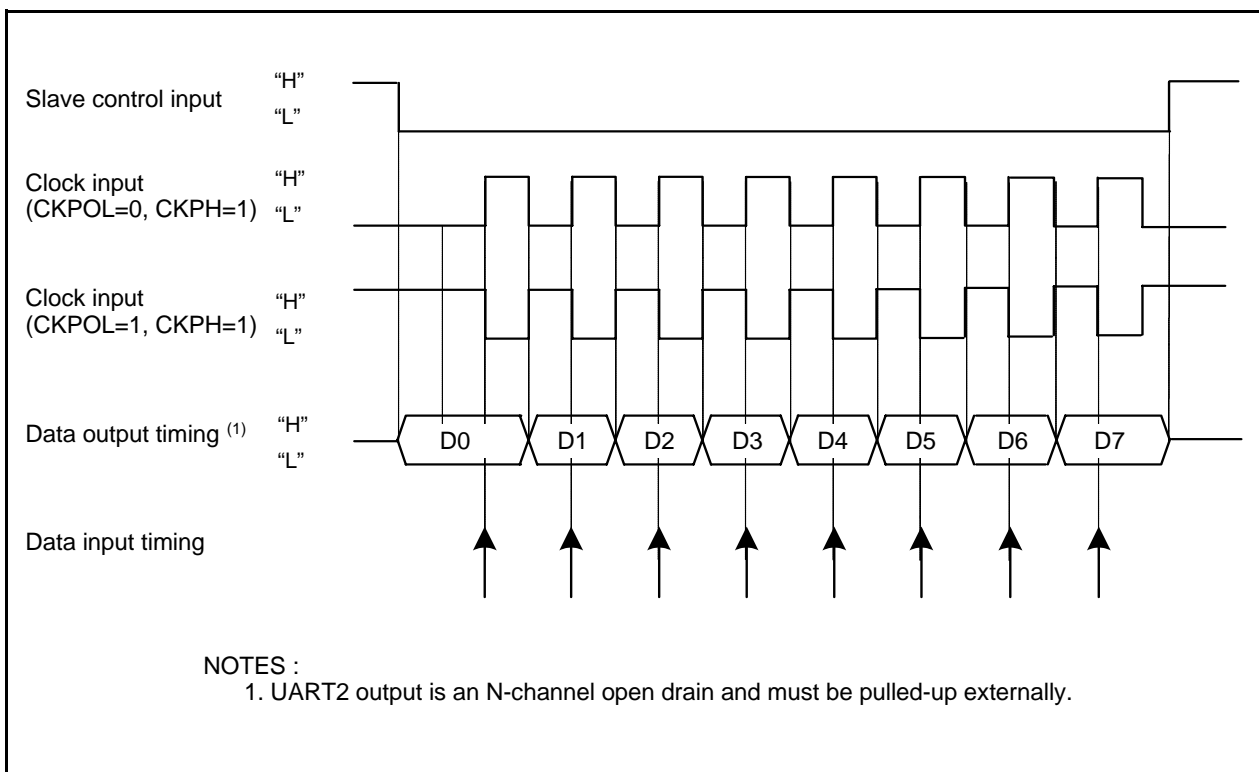 Slave control input
“H”
“L”
Clock input
(CKPOL=0, CKPH=1)
“H”
“L”
Clock input
(CKPOL=1, CKPH=1)
“H”
“L”
Data output timing (1)
“H”
“L”
D0 D1 D2 D3 D4 D5 D6 D7
Data input timing
NOTES :
1. UART2 output is an N-channel open drain and must be pulled-up externally.